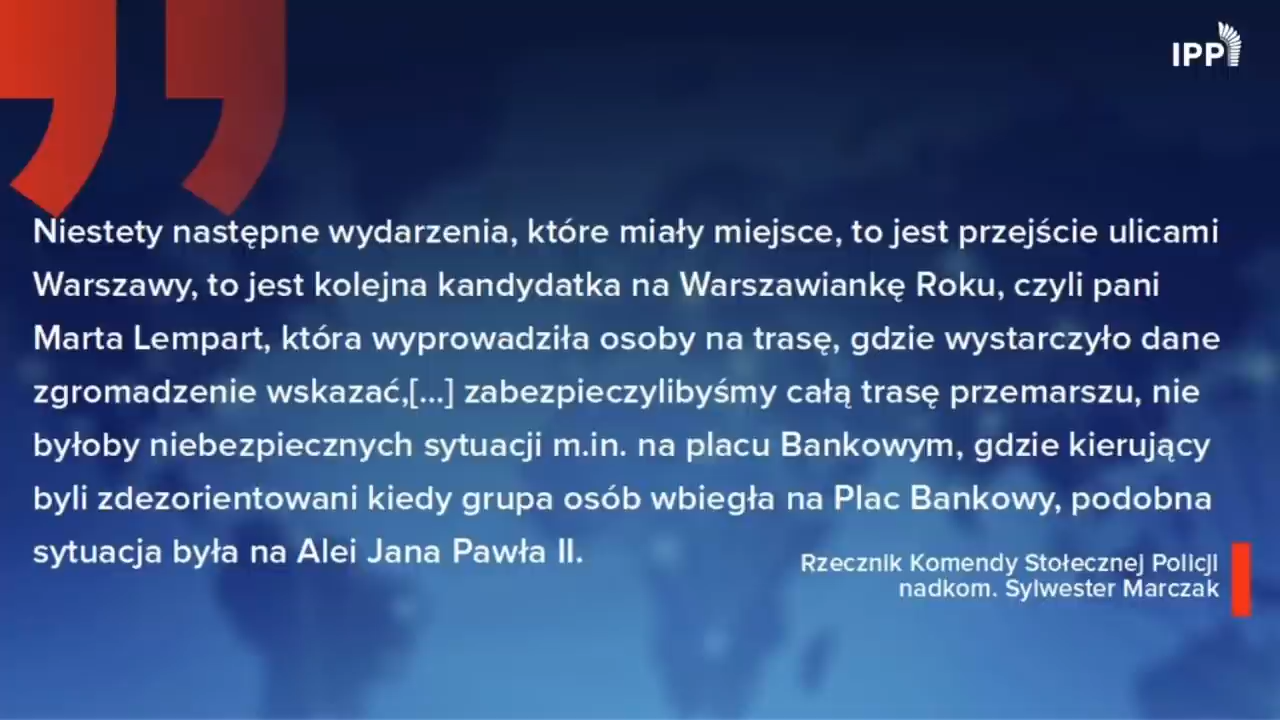 IPP
Niestety następne wydarzenia, które miały miejsce, to jest przejście ulicami
Warszawy, to jest kolejna kandydatka na Warszawiankę Roku, czyli pani
Marta Lempart, która wyprowadziła osoby na trasę, gdzie wystarczyło dane
zgromadzenie wskazać,[...] zabezpieczylibyśmy całą trasę przemarszu, nie
byłoby niebezpiecznych sytuacji m.in. na placu Bankowym, gdzie kierujący
byli zdezorientowani kiedy grupa osób wbiegła na Plac Bankowy, podobna
sytuacja była na Alei Jana Pawła II.
Rzecznik Komendy Stołecznej Policji
nadkom. Sylwester Marczak